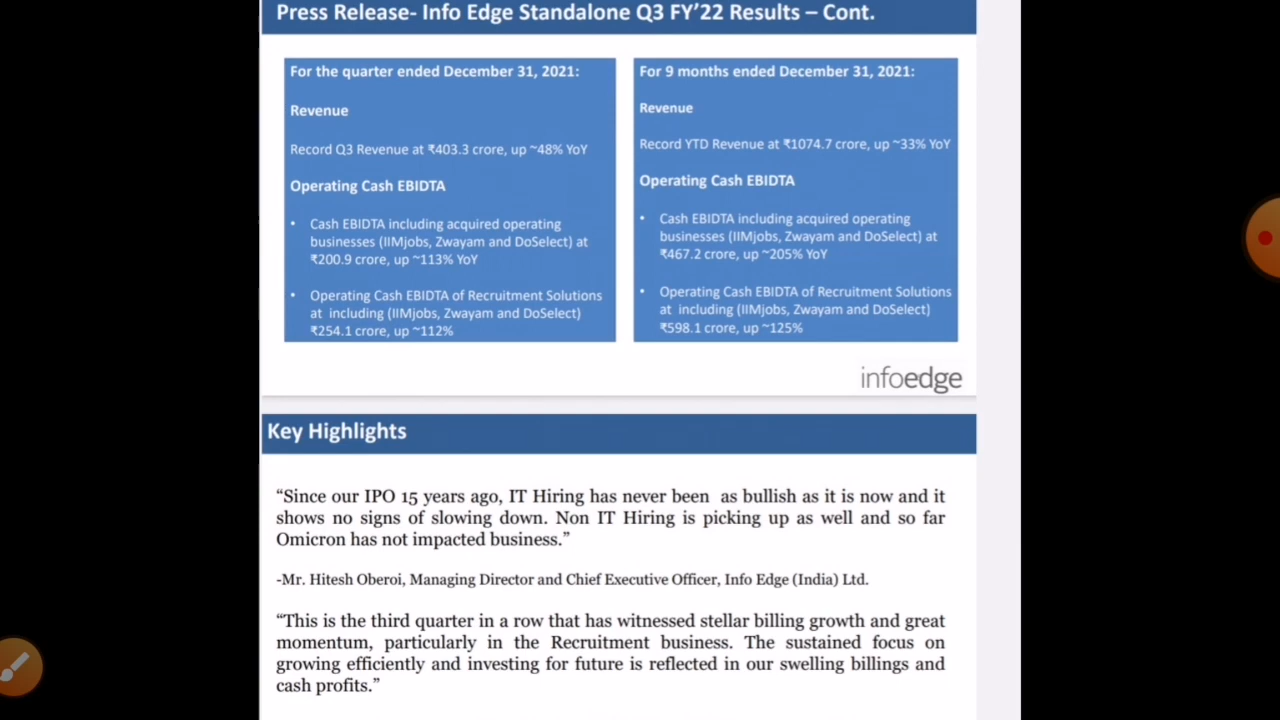 Press Release- Info Edge Standalone Q3 FY’22 Results – Cont.
For the quarter ended December 31, 2021:
Revenue
Record Q3 Revenue at ₹403.3 crore, up ~48% YoY
Operating Cash EBIDTA
• Cash EBIDTA including acquired operating
businesses (IIMjobs, Zwayam and DoSelect) at
₹200.9 crore, up ~113% YoY
• Operating Cash EBIDTA of Recruitment Solutions
at including (IIMjobs, Zwayam and DoSelect)
₹254.1 crore, up ~112%
For 9 months ended December 31, 2021:
Revenue
Record YTD Revenue at ₹1074.7 crore, up ~33% YoY
Operating Cash EBIDTA
• Cash EBIDTA including acquired operating
businesses (IIMjobs, Zwayam and DoSelect) at
₹467.2 crore, up ~205% YoY
• Operating Cash EBIDTA of Recruitment Solutions
at including (IIMjobs, Zwayam and DoSelect)
₹598.1 crore, up ~125%
infoedge
Key Highlights
“Since our IPO 15 years ago, IT Hiring has never been as bullish as it is now and it
shows no signs of slowing down. Non IT Hiring is picking up as well and so far
Omicron has not impacted business.”
-Mr. Hitesh Oberoi, Managing Director and Chief Executive Officer, Info Edge (India) Ltd.
“This is the third quarter in a row that has witnessed stellar billing growth and great
momentum, particularly in the Recruitment business. The sustained focus on
growing efficiently and investing for future is reflected in our swelling billings and
cash profits.”